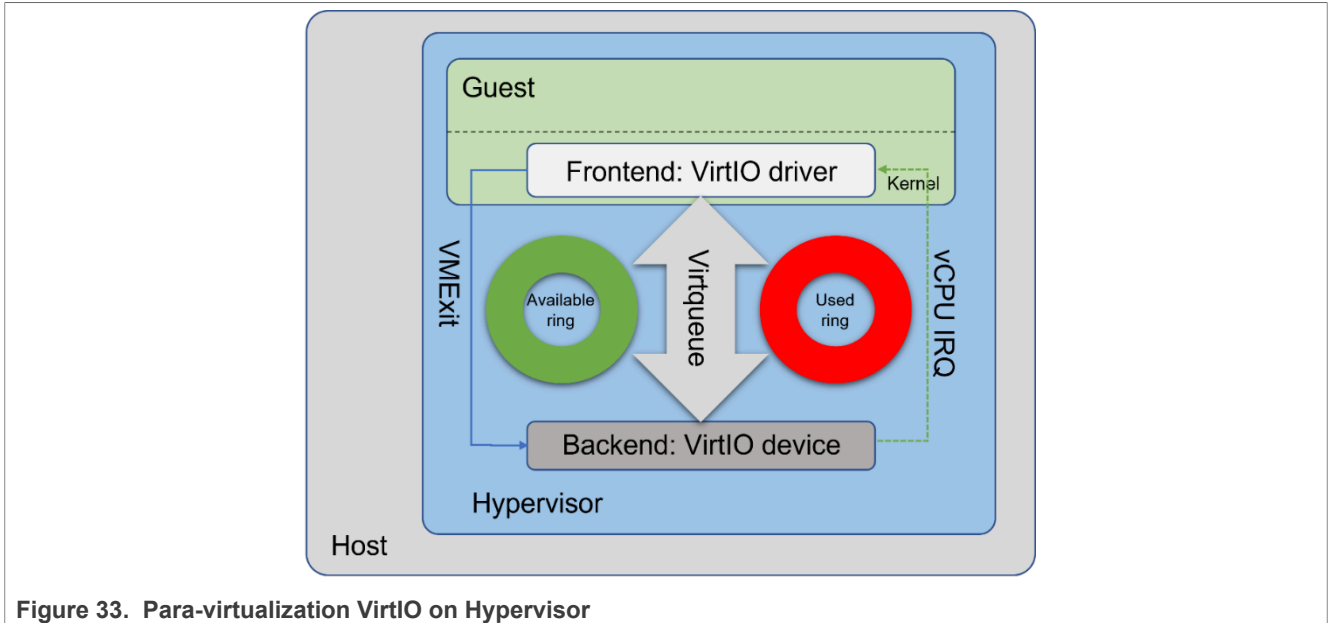 Guest
Frontend: VirtIO driver
Kernel
VMExit
Available
ring
Virtqueue
Used
ring
vCPU IRQ
Backend: VirtIO device
Hypervisor
Host
Figure 33. Para-virtualization VirtIO on Hypervisor